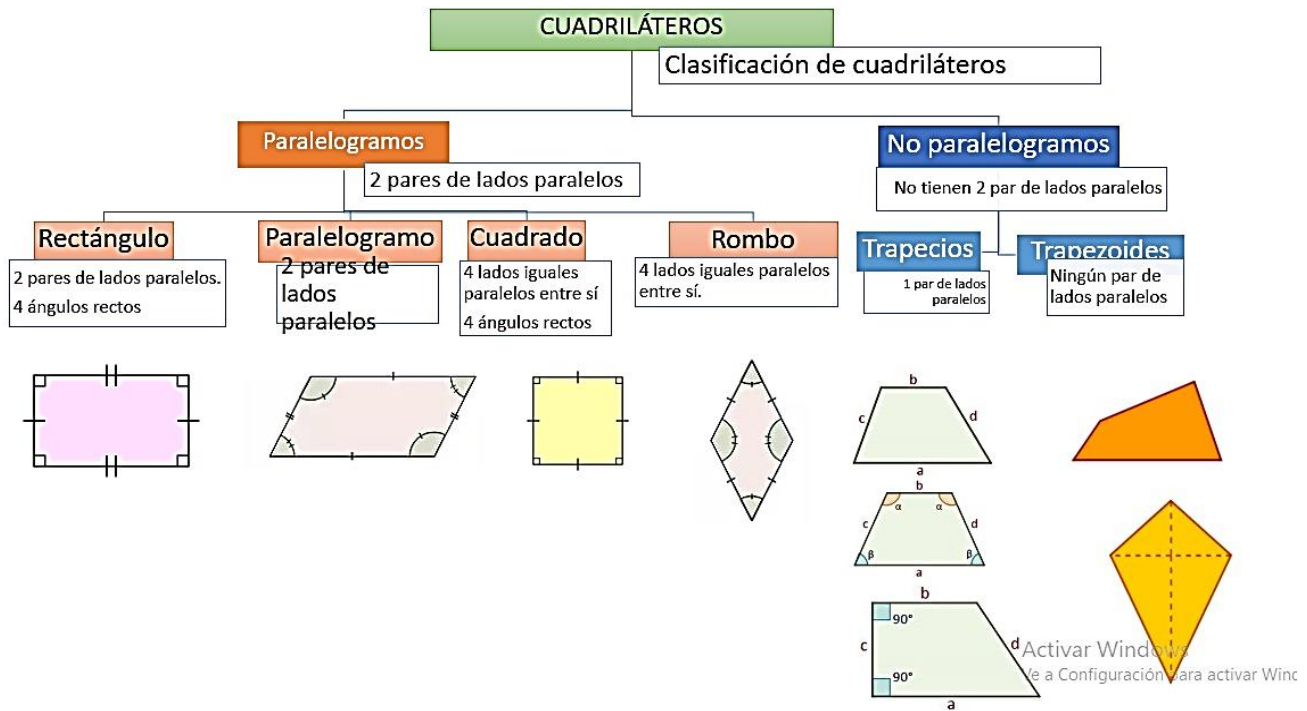 CUADRILÁTEROS
Clasificación de cuadriláteros
Paralelogramos
2 pares de lados paralelos
No paralelogramos
No tienen 2 par de lados paralelos
Rectángulo
2 pares de lados paralelos.
4 ángulos rectos
Paralelogramo
2 pares de
lados
paralelos
Cuadrado
4 lados iguales
paralelos entre sí
4 ángulos rectos
Rombo
4 lados iguales paralelos
entre sí.
Trapecios
1 par de lados
paralelos
Trapezoides
Ningún par de
lados paralelos
b
c
d
a
b
α
α
c
d
β
β
a
b
90°
c
d
90°
a
Activar Windows
Ve a Configuración para activar Wind